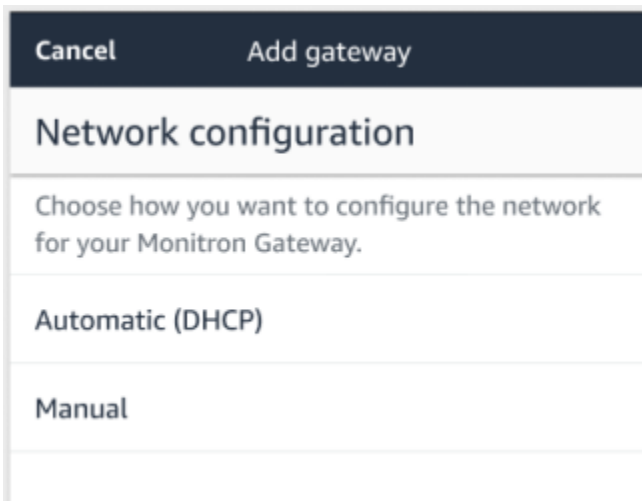 Cancel Add gateway
Network configuration
Choose how you want to configure the network
for your Monitron Gateway.
Automatic (DHCP)
Manual